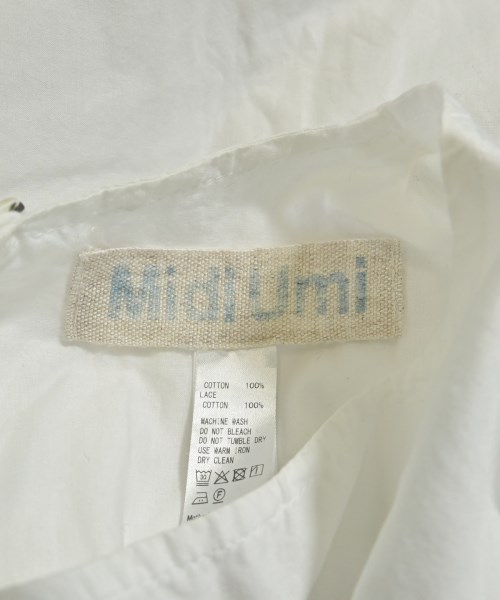 MidiUmi
COTTON 100%
LACE
COTTON 100%
MACHINE WASH
DO NOT BLEACH
DO NOT TUMBLE DRY
USE WARM IRON
DRY CLEAN
30
F